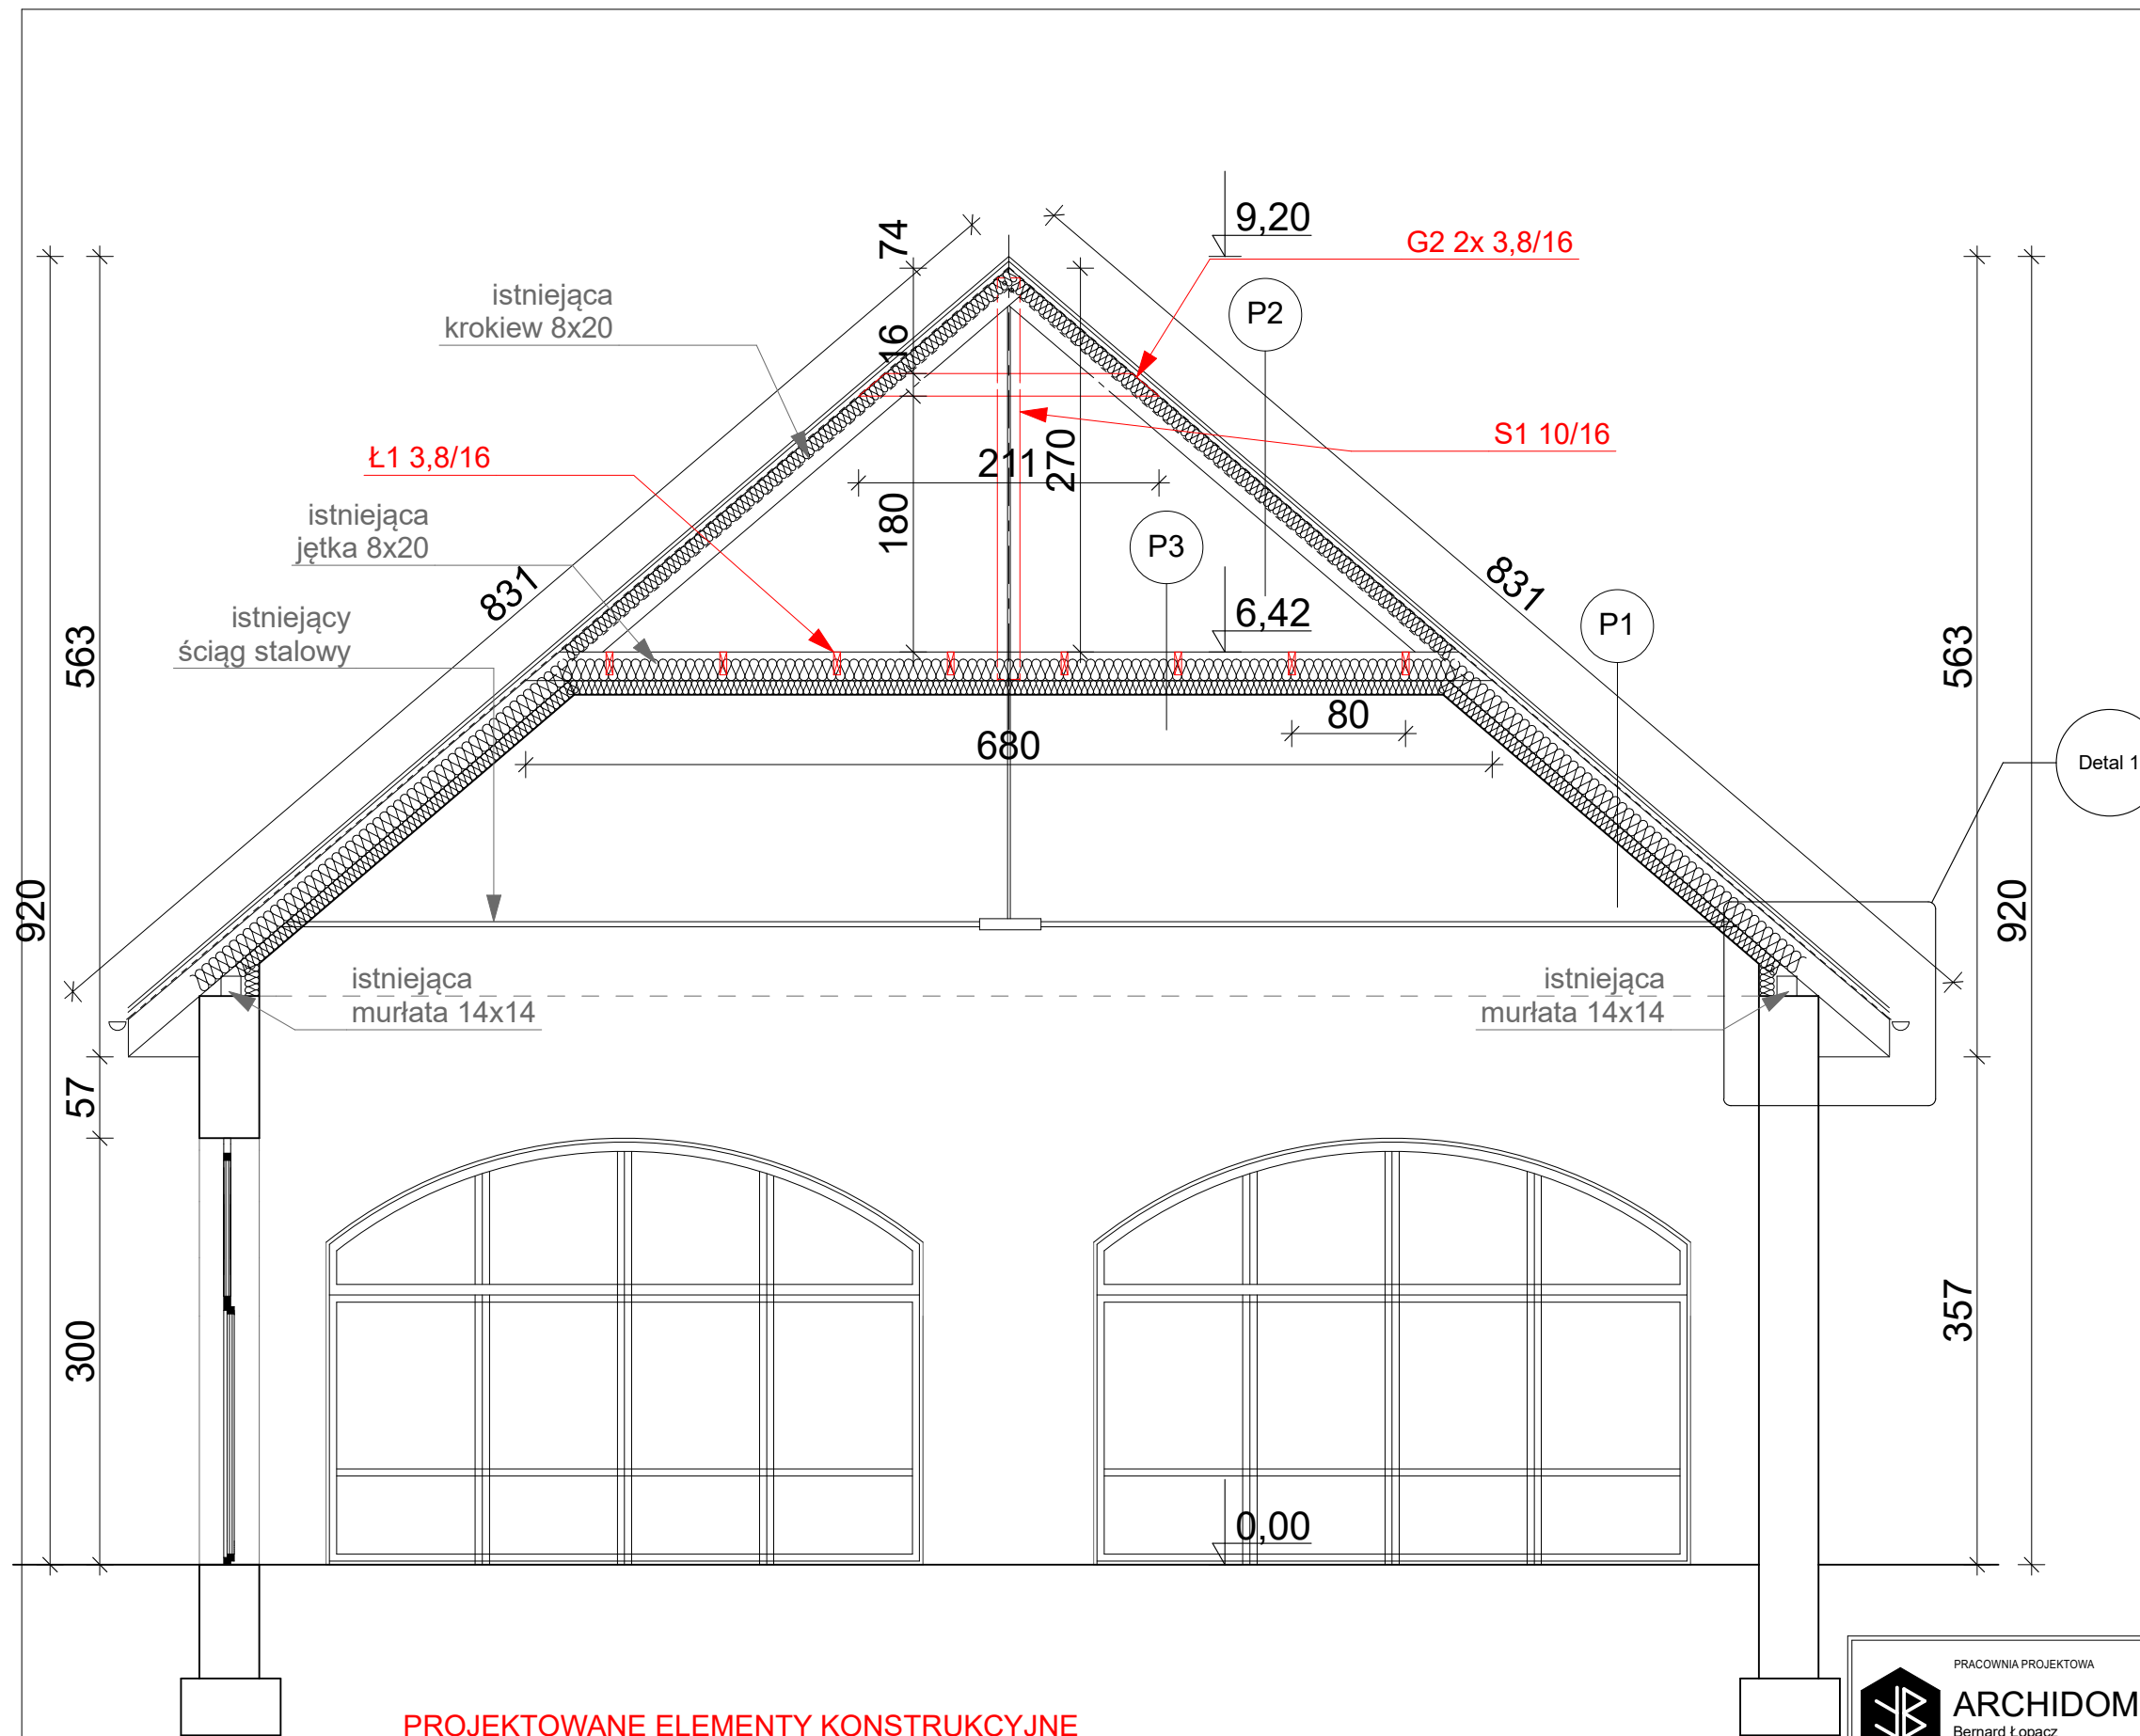 74
9,20
G2 2x 3,8/16
istniejąca
krokiew 8x20
P2
16
S1 10/16
Ł1 3,8/16
211
270
180
istniejąca
jętka 8x20
P3
831
831
istniejący
ściąg stalowy
6,42
P1
563
563
80
680
Detal 1
920
920
istniejąca
murłata 14x14
istniejąca
murłata 14x14
57
300
357
0,00
PRACOWNIA PROJEKTOWA
ARCHIDOM
Bernard Łopacz
PROJEKTOWANE ELEMENTY KONSTRUKCYJNE